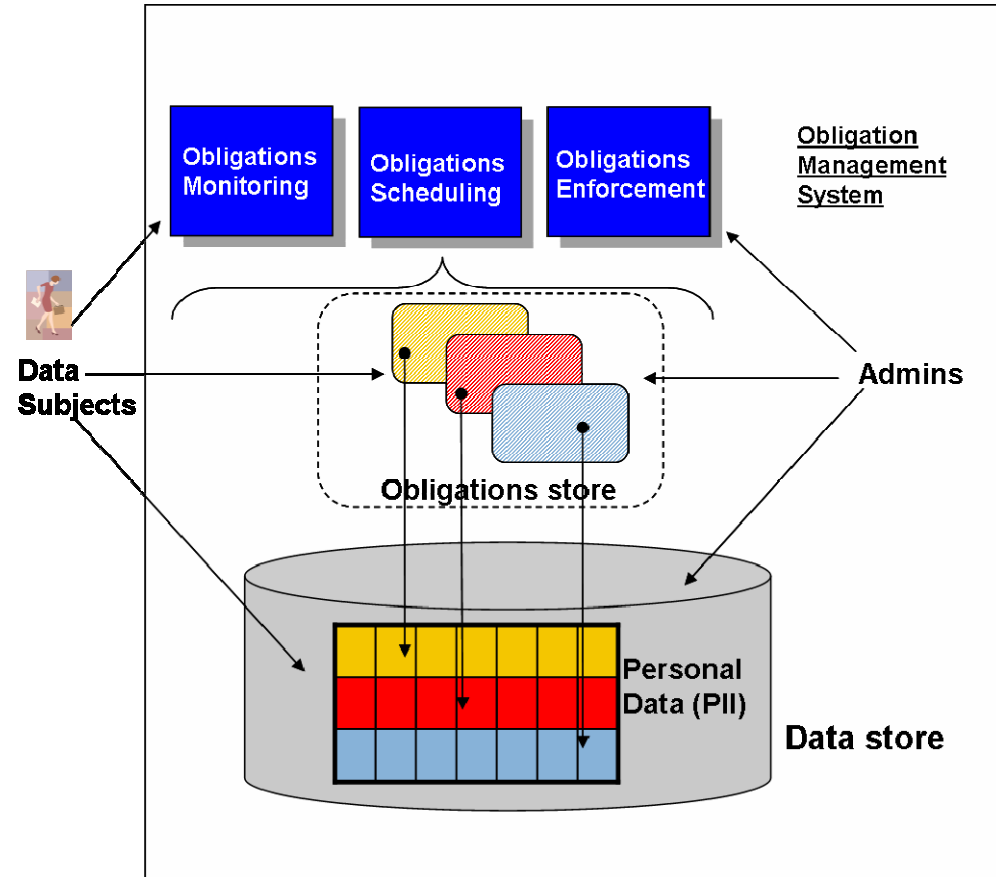 Obligations
Monitoring
Obligations
Scheduling
Obligations
Enforcement
Obligation
Management
System
Data
Subjects
Admins
Obligations store
Personal
Data (PII)
Data store